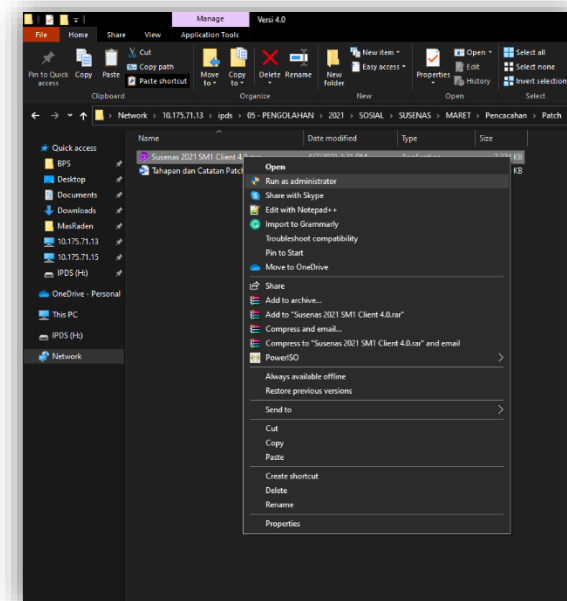 Manage
Versi 4.0
File
Home
Share
View
Application Tools
Pin to Quick access
Copy
Paste
Cut
Copy path
Paste shortcut
Move to
Copy to
Delete
Rename
New folder
New item
Easy access
Properties
Open
Edit
History
Select all
Select none
Invert selection
Clipboard
Organize
New
Open
Select
Network > 10.175.71.13 > ipds > 05 - PENGOLAHAN > 2021 > SOSIAL > SUSENAS > MARET > Pencacahan > Patch
Name
Date modified
Type
Size
Susenas 2021 SM1 Client 4.0
KB
Tahapan dan Catatan Patch
KB
Quick access
BPS
Desktop
Documents
Downloads
MasRaden
10.175.71.13
10.175.71.15
IPDS (H:)
OneDrive - Personal
This PC
IPDS (H:)
Network
Open
Run as administrator
Share with Skype
Edit with Notepad++
Import to Grammarly
Troubleshoot compatibility
Pin to Start
Move to OneDrive
Share
Add to archive...
Add to "Susenas 2021 SM1 Client 4.0.rar"
Compress and email...
Compress to "Susenas 2021 SM1 Client 4.0.rar" and email
PowerISO
Always available offline
Restore previous versions
Send to
Cut
Copy
Paste
Create shortcut
Delete
Rename
Properties